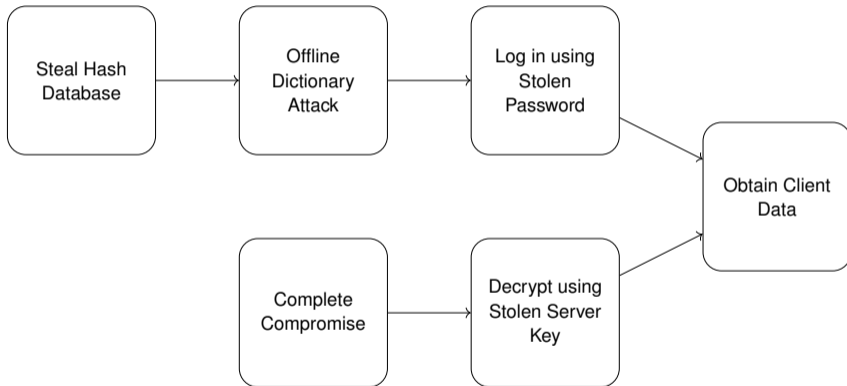 Steal Hash
Database
Offline
Dictionary
Attack
Log in using
Stolen
Password
Obtain Client
Data
Complete
Compromise
Decrypt using
Stolen Server
Key